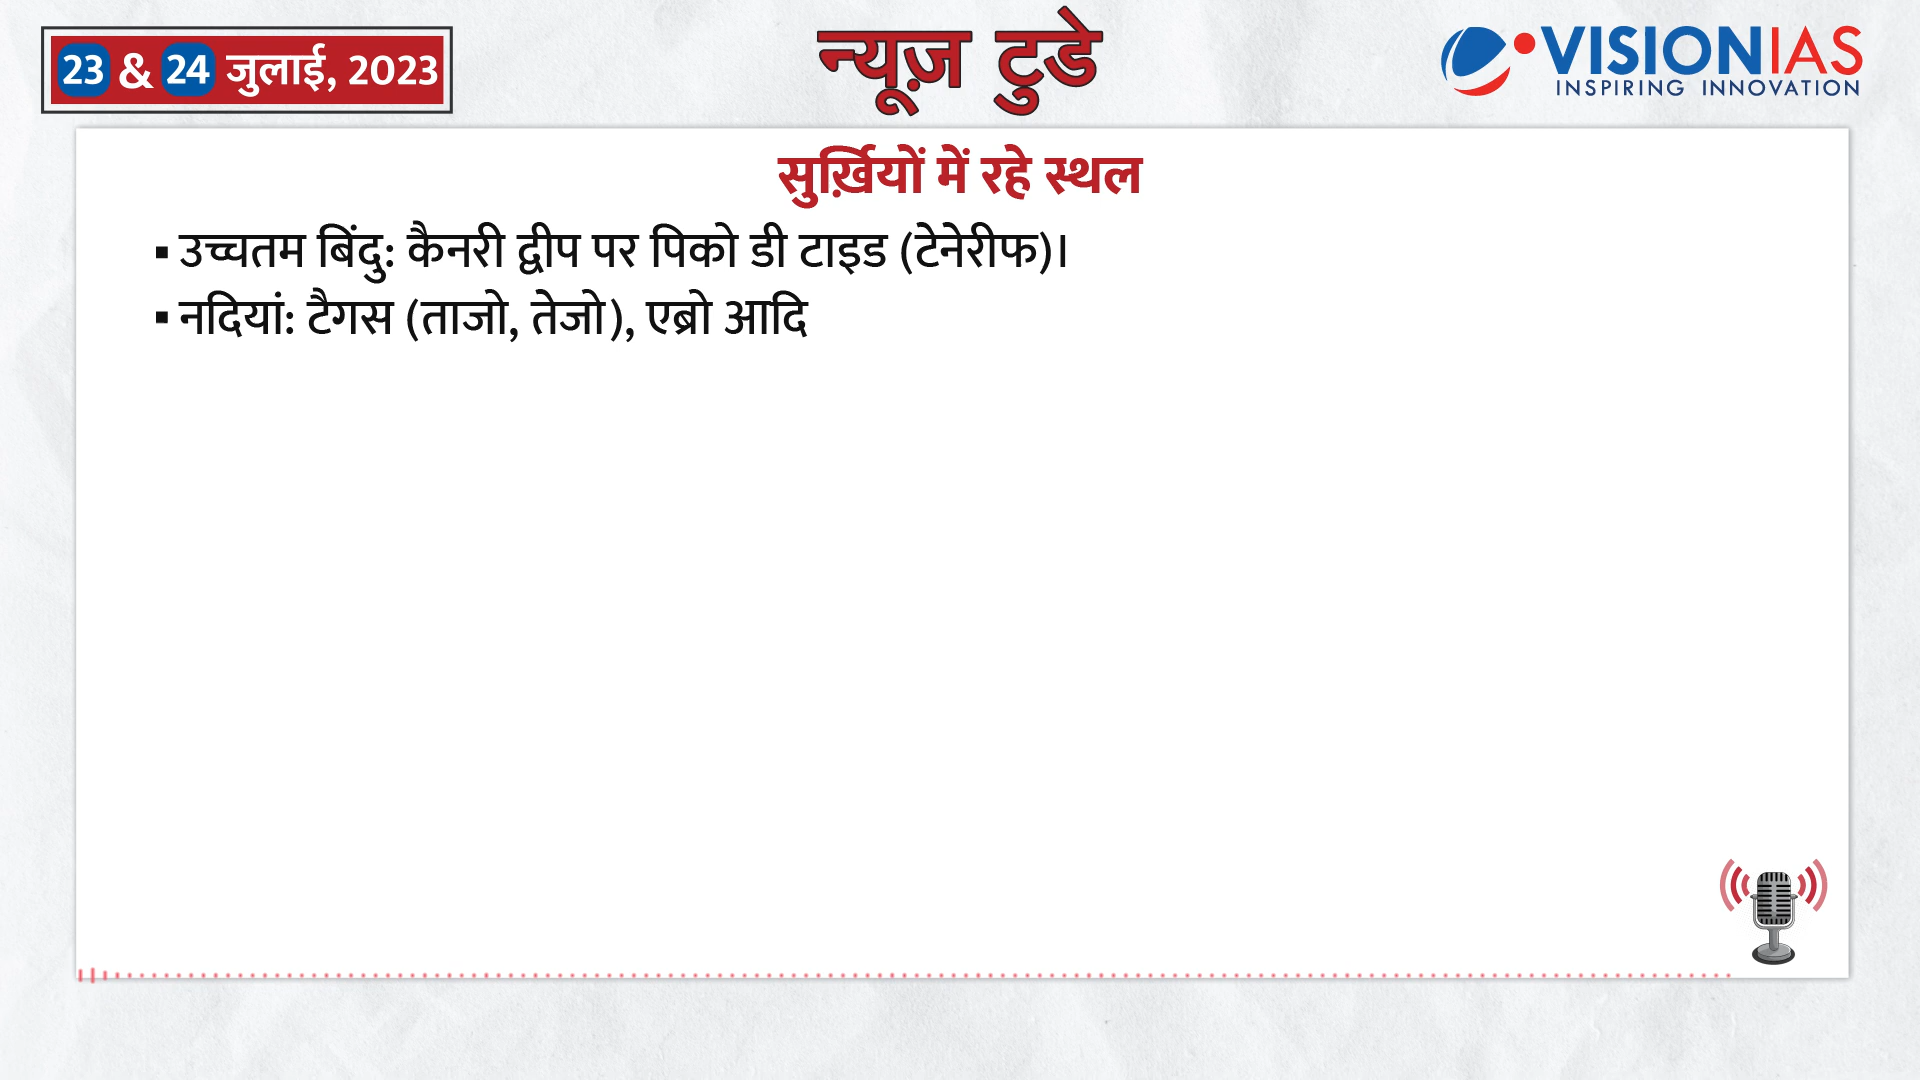 23 & 24 जुलाई, 2023
न्यूज़ टुडे
VISIONIAS
INSPIRING INNOVATION
सुर्ख़ियों में रहे स्थल
▪ उच्चतम बिंदु: कैनरी द्वीप पर पिको डी टाइड (टेनेरीफ)।
▪ नदियां: टैगस (ताजो, तेजो), एब्रो आदि